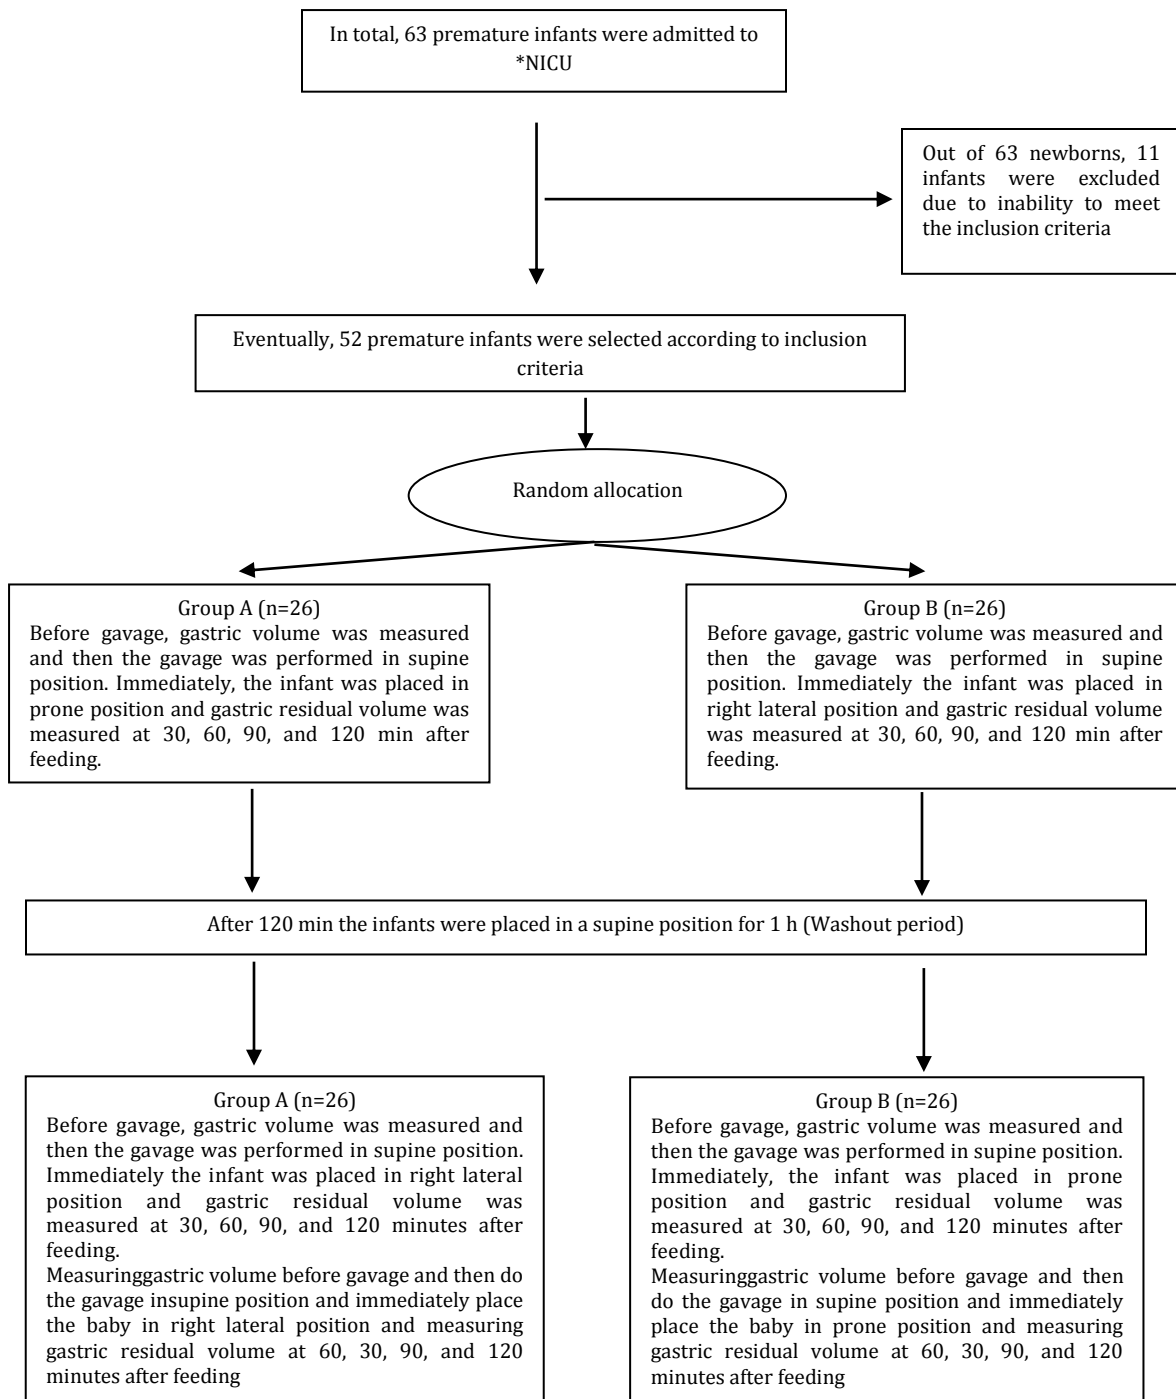 In total, 63 premature infants were admitted to
*NICU
Out of 63 newborns, 11
infants were excluded
due to inability to meet
the inclusion criteria
Eventually, 52 premature infants were selected according to inclusion
criteria
Random allocation
Group A (n=26)
Before gavage, gastric volume was measured
and then the gavage was performed in supine
position. Immediately, the infant was placed in
prone position and gastric residual volume was
measured at 30, 60, 90, and 120 min after
feeding.
Group B (n=26)
Before gavage, gastric volume was measured and
then the gavage was performed in supine
position. Immediately the infant was placed in
right lateral position and gastric residual volume
was measured at 30, 60, 90, and 120 min after
feeding.
After 120 min the infants were placed in a supine position for 1 h (Washout period)
Group A (n=26)
Before gavage, gastric volume was measured and
then the gavage was performed in supine position.
Immediately the infant was placed in right lateral
position and gastric residual volume was
measured at 30, 60, 90, and 120 minutes after
feeding.
Measuringgastric volume before gavage and then do
the gavage insupine position and immediately place
the baby in right lateral position and measuring
gastric residual volume at 60, 30, 90, and 120
minutes after feeding
Group B (n=26)
Before gavage, gastric volume was measured and
then the gavage was performed in supine position.
Immediately, the infant was placed in prone
position and gastric residual volume was
measured at 30, 60, 90, and 120 minutes after
feeding.
Measuringgastric volume before gavage and then
do the gavage in supine position and immediately
place the baby in prone position and measuring
gastric residual volume at 60, 30, 90, and 120
minutes after feeding